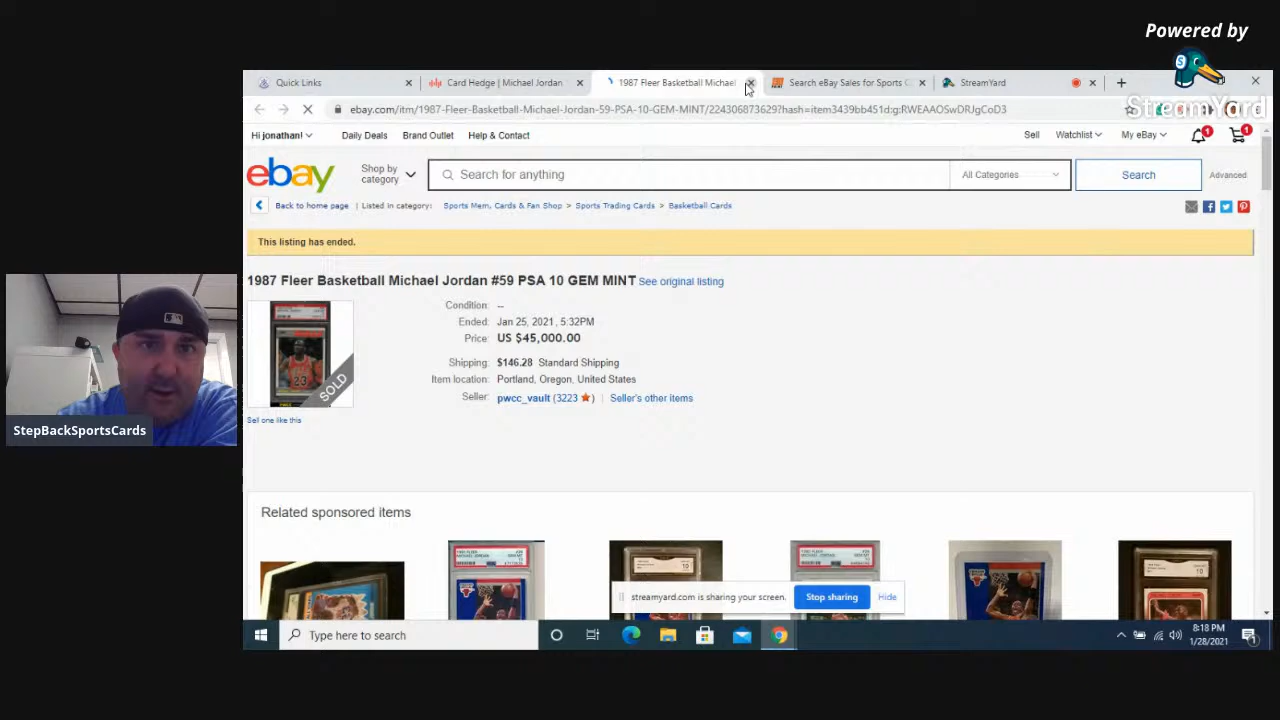 Powered by
StreamYard
Quick Links
Card Hedge | Michael Jordan
1987 Fleer Basketball Michael
Search eBay Sales for Sports C
StreamYard
ebay.com/itm/1987-Fleer-Basketball-Michael-Jordan-59-PSA-10-GEM-MINT/224306873629?hash=item3439bb451d:g:RWEAAOSwDRJgCoD3
Hi jonathan!
Daily Deals
Brand Outlet
Help & Contact
Sell
Watchlist
My eBay
1
1
ebay
Shop by category
Search for anything
All Categories
Search
Advanced
Back to home page | Listed in category: Sports Mem, Cards & Fan Shop > Sports Trading Cards > Basketball Cards
This listing has ended.
1987 Fleer Basketball Michael Jordan #59 PSA 10 GEM MINT See original listing
Condition: --
Ended: Jan 25, 2021, 5:32PM
Price: US $45,000.00
Shipping: $146.28 Standard Shipping
Item location: Portland, Oregon, United States
Seller: pwcc_vault (3223 ) | Seller's other items
SOLD
23
Sell one like this
StepBackSportsCards
Related sponsored items
streamyard.com is sharing your screen.
Stop sharing
Hide
Type here to search
8:18 PM
1/28/2021
1